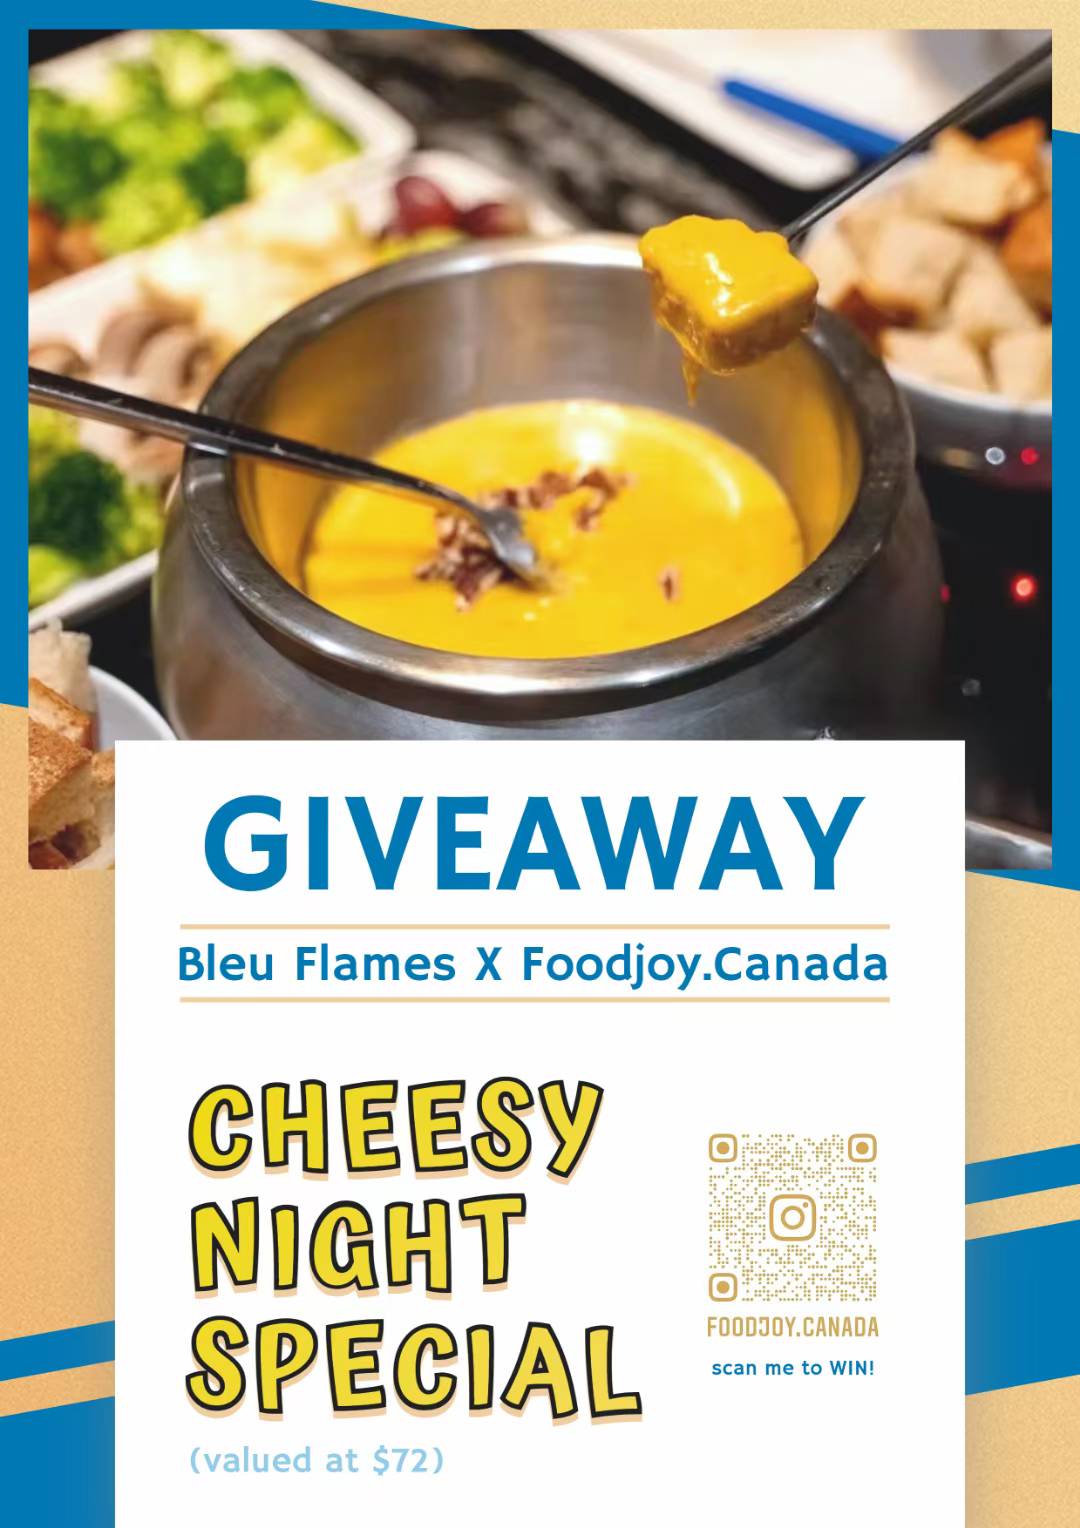 GIVEAWAY
Bleu Flames X Foodjoy.Canada
CHEESY
NIGHT
SPECIAL
(valued at $72)
FOODJOY.CANADA
scan me to WIN!